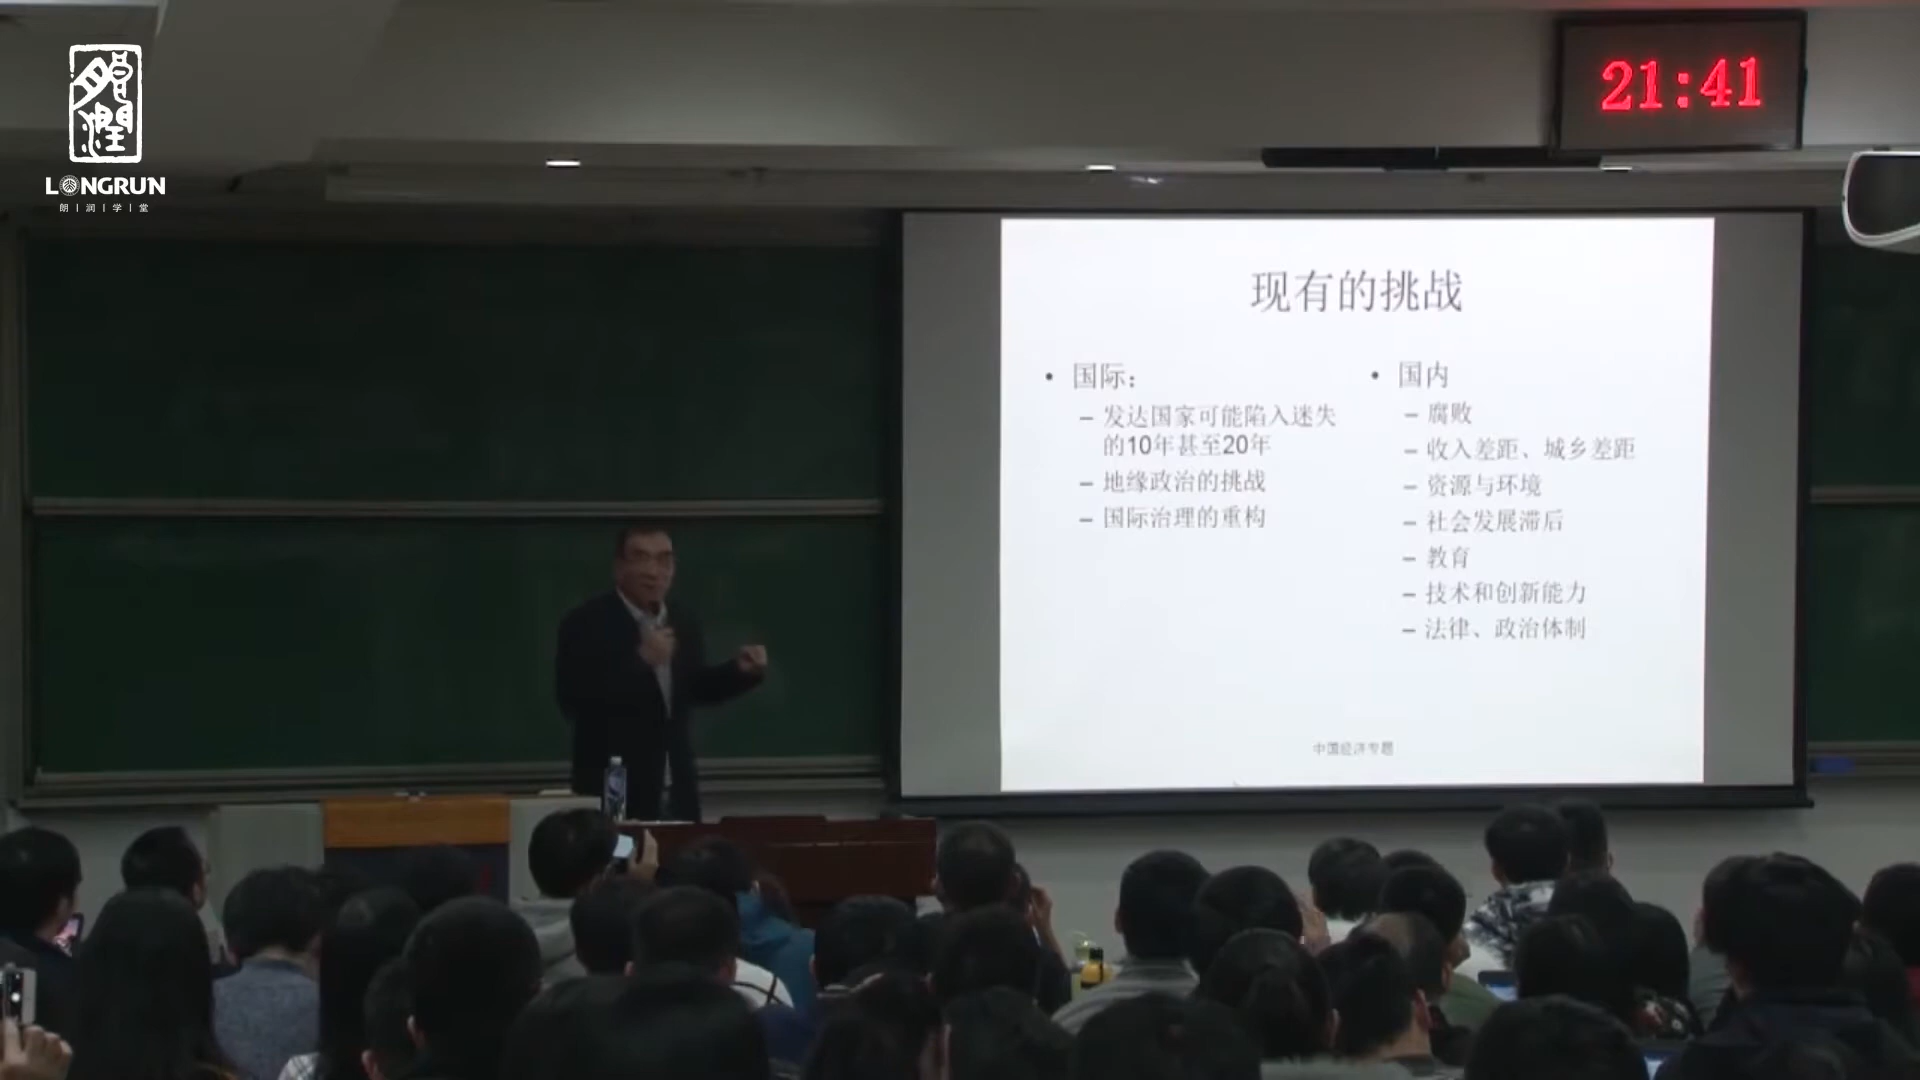 朗润
LONGRUN
朗 | 润 | 学 | 堂
21:41
现有的挑战
• 国际：
– 发达国家可能陷入迷失
的10年甚至20年
– 地缘政治的挑战
– 国际治理的重构
• 国内
– 腐败
– 收入差距、城乡差距
– 资源与环境
– 社会发展滞后
– 教育
– 技术和创新能力
– 法律、政治体制
中国经济专题